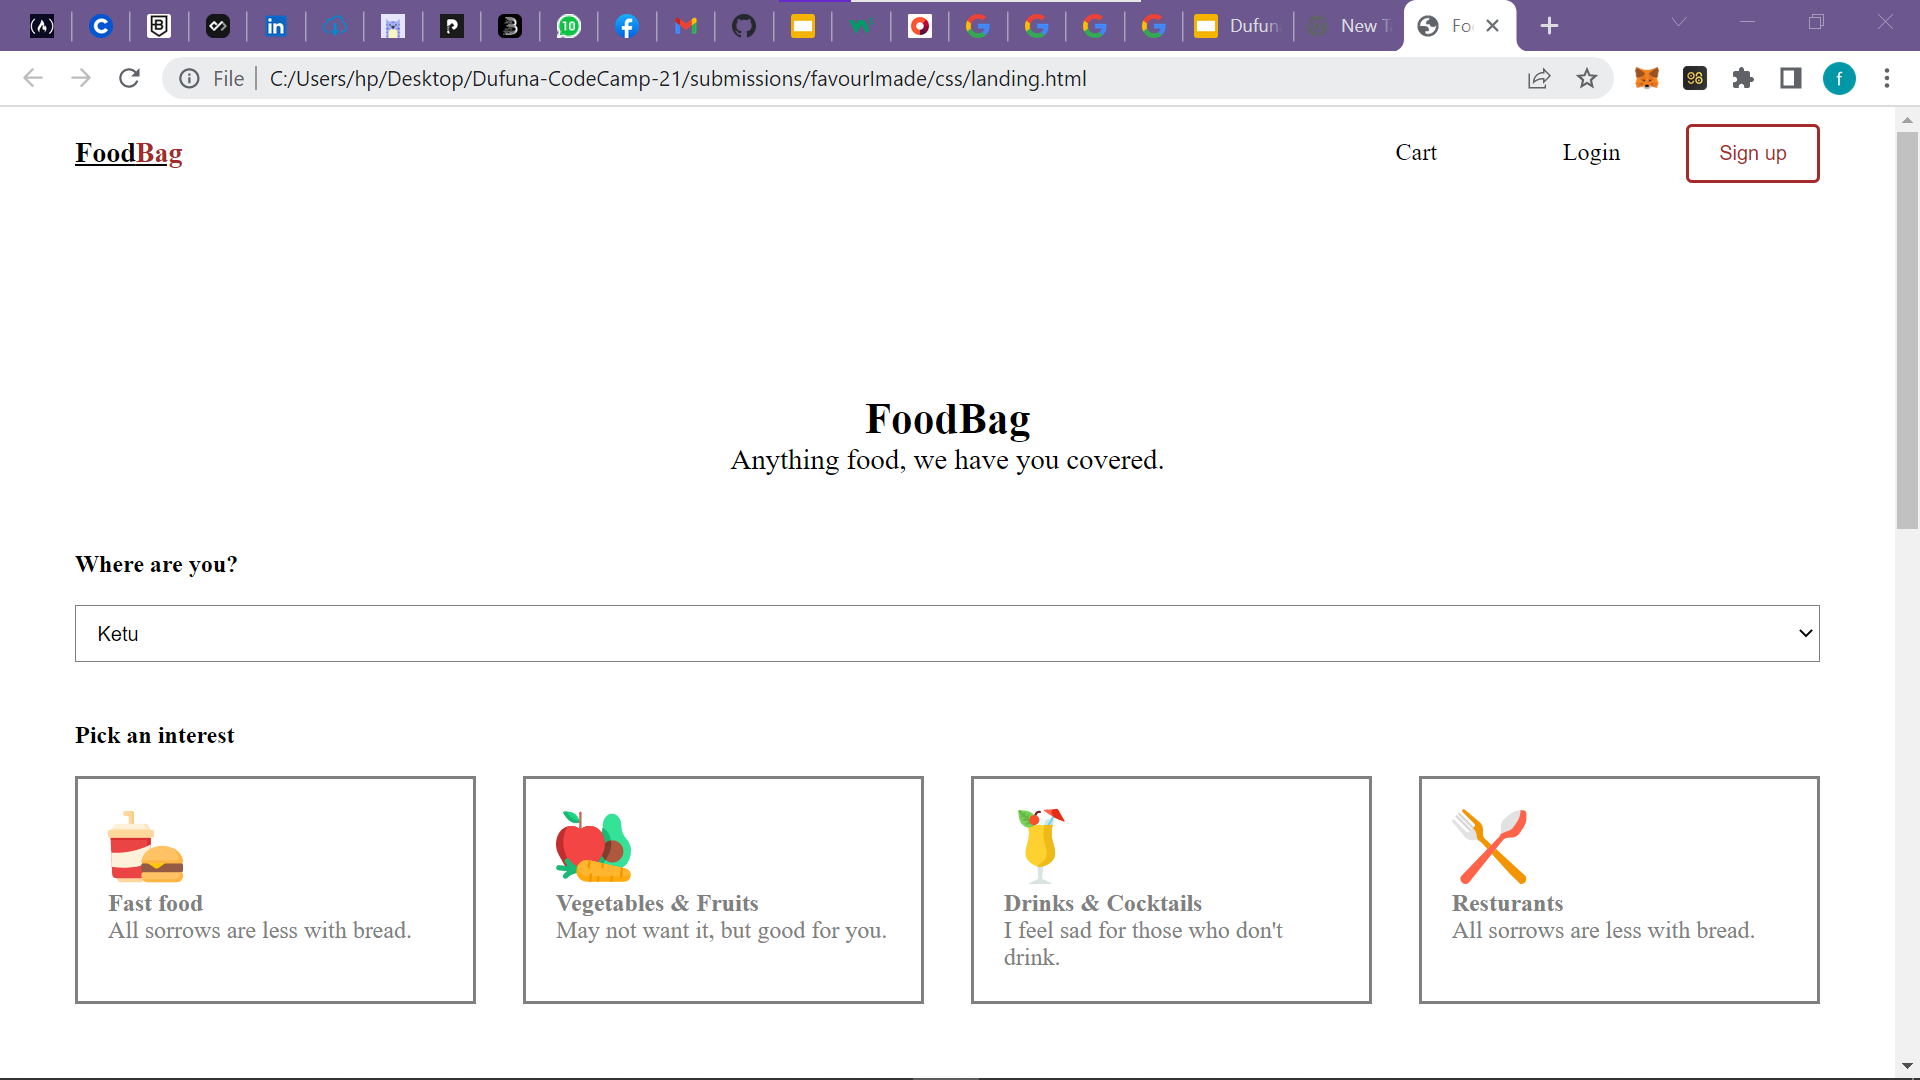 10
Dufun
New T
Foo
File
C:/Users/hp/Desktop/Dufuna-CodeCamp-21/submissions/favourImade/css/landing.html
98
f
FoodBag
Cart
Login
Sign up
FoodBag
Anything food, we have you covered.
Where are you?
Ketu
Pick an interest
Fast food
All sorrows are less with bread.
Vegetables & Fruits
May not want it, but good for you.
Drinks & Cocktails
I feel sad for those who don't
drink.
Resturants
All sorrows are less with bread.